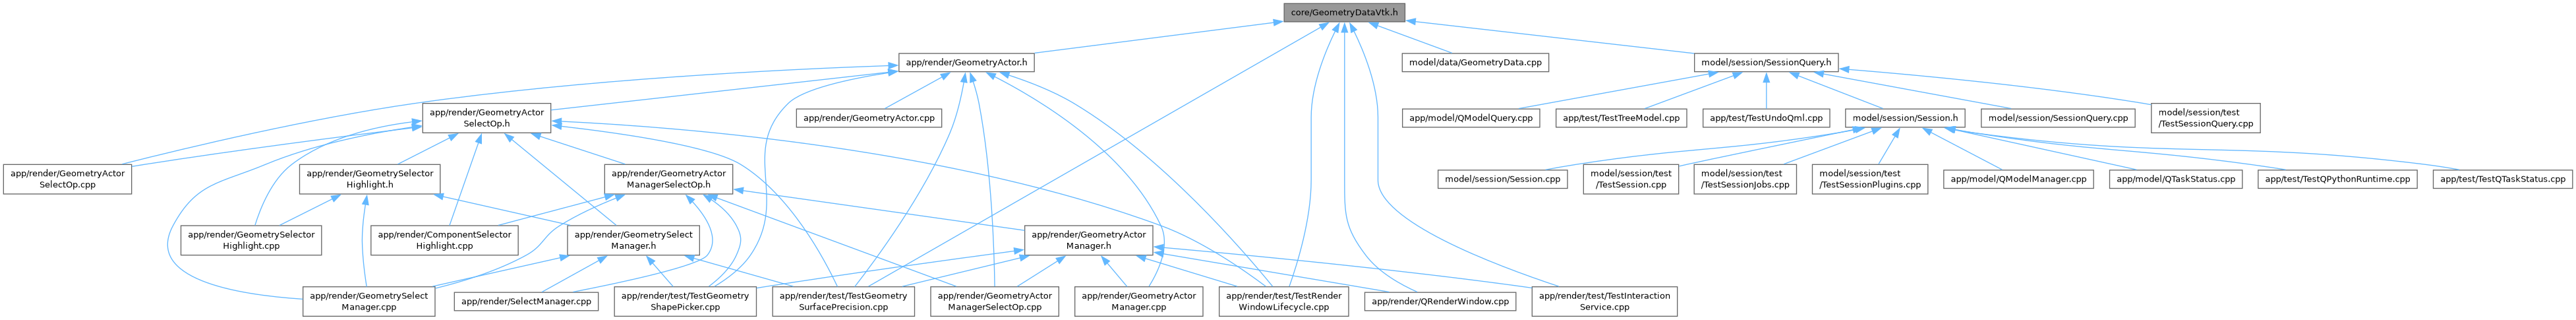 core/GeometryDataVtk.h
app/render/GeometryActor.h
model/data/GeometryData.cpp
model/session/SessionQuery.h
app/render/GeometryActor
SelectOp.h
app/render/GeometryActor.cpp
app/model/QModelQuery.cpp
app/test/TestTreeModel.cpp
app/test/TestUndoQml.cpp
model/session/Session.h
model/session/SessionQuery.cpp
model/session/test
/TestSessionQuery.cpp
app/render/GeometryActor
SelectOp.cpp
app/render/GeometrySelector
Highlight.h
app/render/GeometryActor
ManagerSelectOp.h
model/session/Session.cpp
model/session/test
/TestSession.cpp
model/session/test
/TestSessionJobs.cpp
model/session/test
/TestSessionPlugins.cpp
app/model/QModelManager.cpp
app/model/QTaskStatus.cpp
app/test/TestQPythonRuntime.cpp
app/test/TestQTaskStatus.cpp
app/render/GeometrySelector
Highlight.cpp
app/render/ComponentSelector
Highlight.cpp
app/render/GeometrySelect
Manager.h
app/render/GeometryActor
Manager.h
app/render/GeometrySelect
Manager.cpp
app/render/SelectManager.cpp
app/render/test/TestGeometry
ShapePicker.cpp
app/render/test/TestGeometry
SurfacePrecision.cpp
app/render/GeometryActor
ManagerSelectOp.cpp
app/render/GeometryActor
Manager.cpp
app/render/test/TestRender
WindowLifecycle.cpp
app/render/QRenderWindow.cpp
app/render/test/TestInteraction
Service.cpp